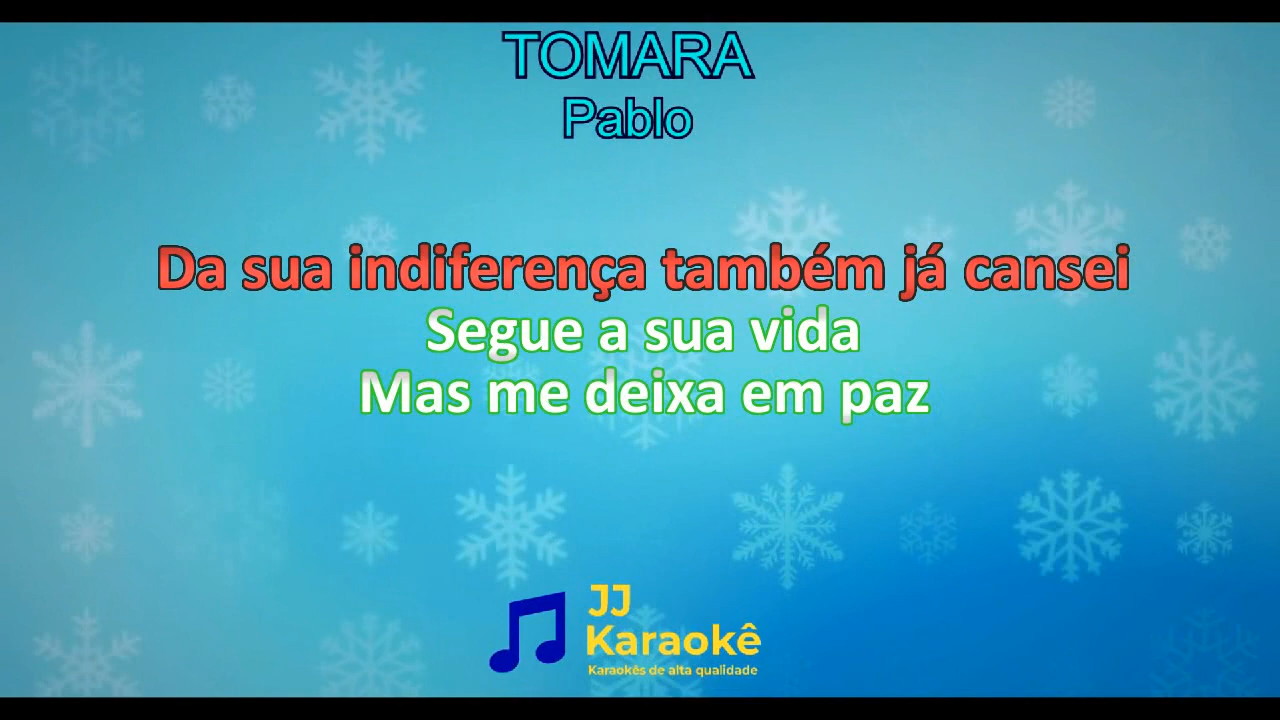 TOMARA
Pablo
Da sua indiferença também já cansei
Segue a sua vida
Mas me deixa em paz
JJ
Karaokê
Karaokês de alta qualidade